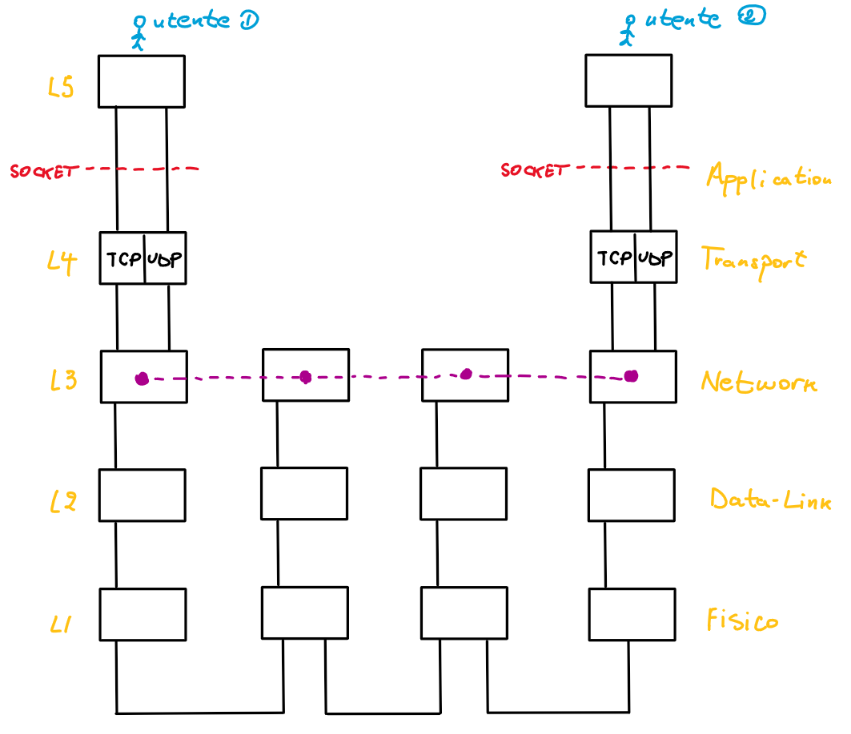 utente ①
utente ②
L5
SOCKET
SOCKET
Application
L4
TCP UDP
TCP UDP
Transport
L3
Network
L2
Data-Link
L1
Fisico